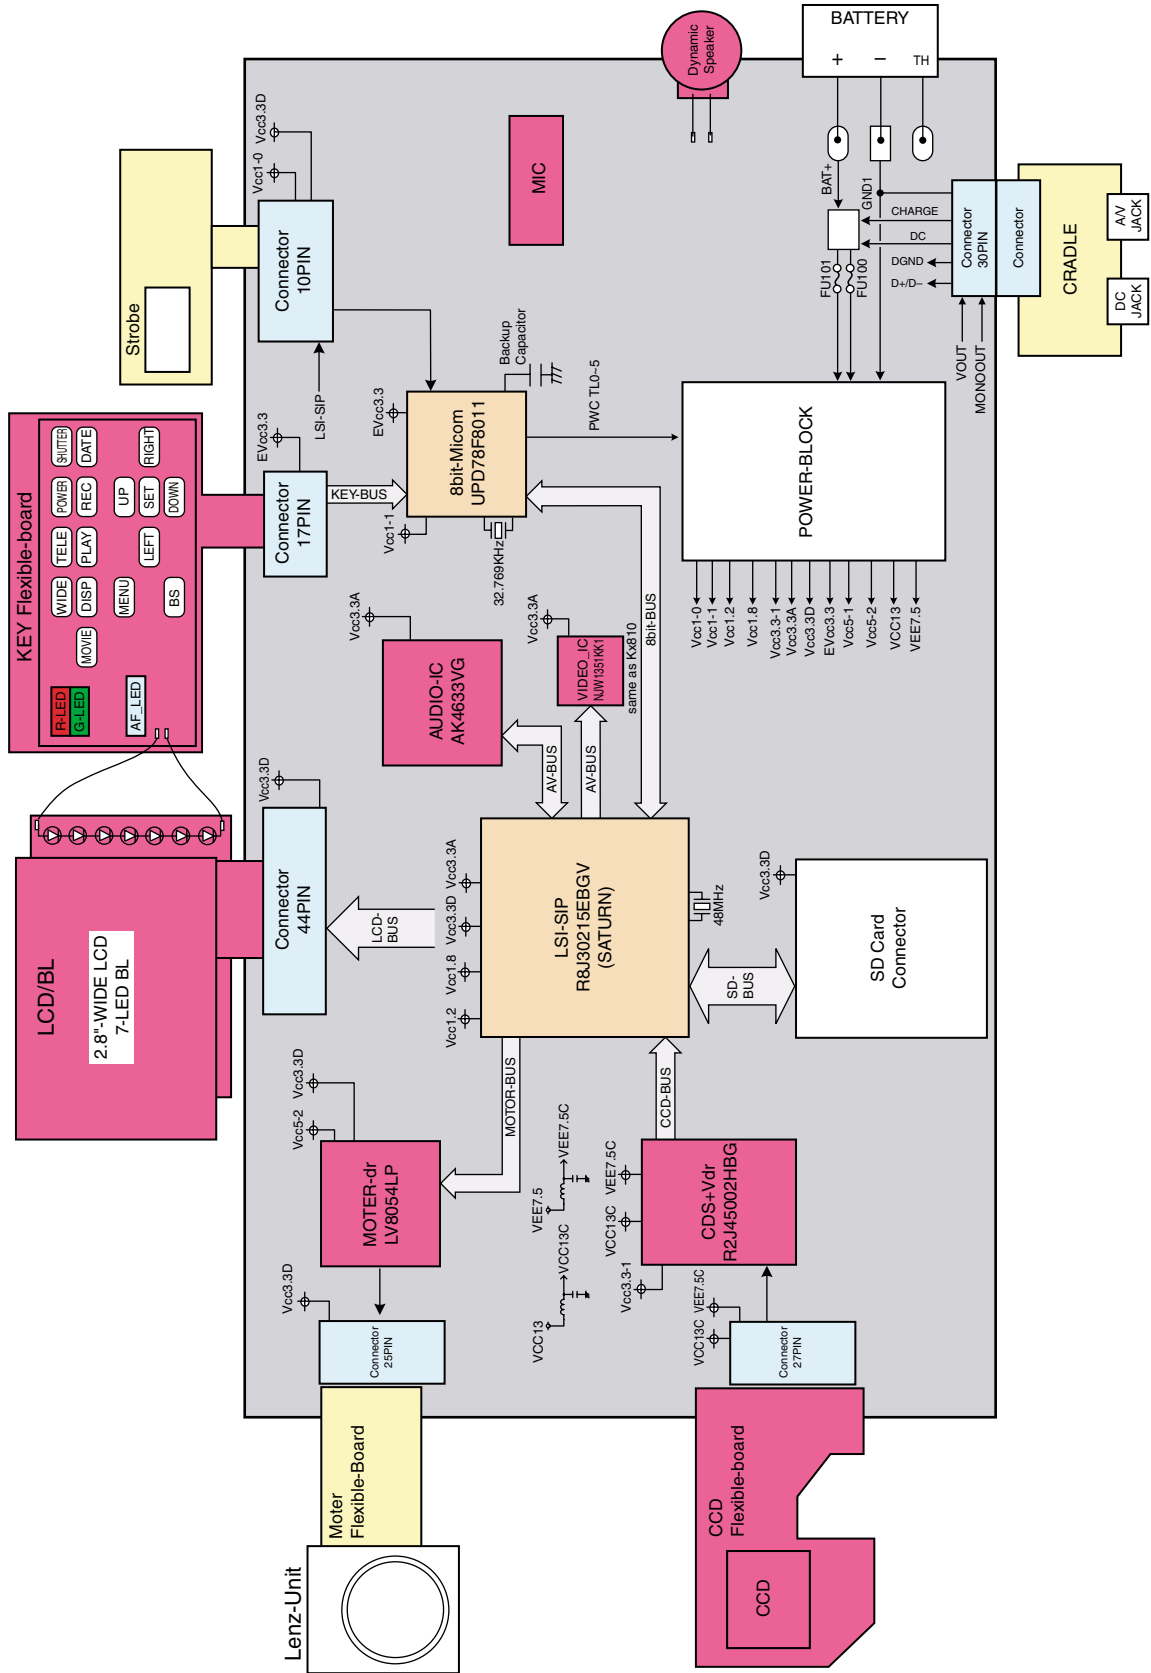 Lenz-Unit
Moter
Flexible-Board
Connector
25PIN
Vcc3.3D
MOTER-dr
LV8054LP
Vcc5-2
Vcc3.3D
MOTOR-BUS
LCD/BL
2.8"-WIDE LCD
7-LED BL
Connector
44PIN
Vcc3.3D
LCD-
BUS
KEY Flexible-board
R-LED
G-LED
AF_LED
MOVIE
WIDE
TELE
POWER
SHUTTER
DISP
PLAY
REC
DATE
MENU
UP
LEFT
SET
RIGHT
BS
DOWN
Connector
17PIN
EVcc3.3
KEY-BUS
Strobe
Connector
10PIN
Vcc1-0
Vcc3.3D
LSI-SIP
8bit-Micom
UPD78F8011
Vcc1-1
EVcc3.3
32.769KHz
Backup
Capacitor
PWC TL0~5
AUDIO-IC
AK4633VG
Vcc3.3A
AV-BUS
VIDEO_IC
NJW1351KK1
Vcc3.3A
same as Kx810
AV-BUS
8bit-BUS
LSI-SIP
R8J30215EBGV
(SATURN)
Vcc1.2
Vcc1.8
Vcc3.3D
Vcc3.3A
48MHz
SD-
BUS
SD Card
Connector
Vcc3.3D
CCD-BUS
CDS+Vdr
R2J45002HBG
Vcc3.3-1
VCC13C
VEE7.5C
VCC13
VCC13C
VEE7.5
VEE7.5C
Connector
27PIN
VCC13C
VEE7.5C
CCD
Flexible-board
CCD
MIC
Dynamic
Speaker
BATTERY
+
−
TH
BAT+
GND1
CHARGE
DC
DGND
D+/D−
FU101
FU100
VOUT
MONOOUT
Connector
30PIN
Connector
CRADLE
DC
JACK
A/V
JACK
POWER-BLOCK
Vcc1-0
Vcc1-1
Vcc1.2
Vcc1.8
Vcc3.3-1
Vcc3.3A
Vcc3.3D
EVcc3.3
Vcc5-1
Vcc5-2
VCC13
VEE7.5